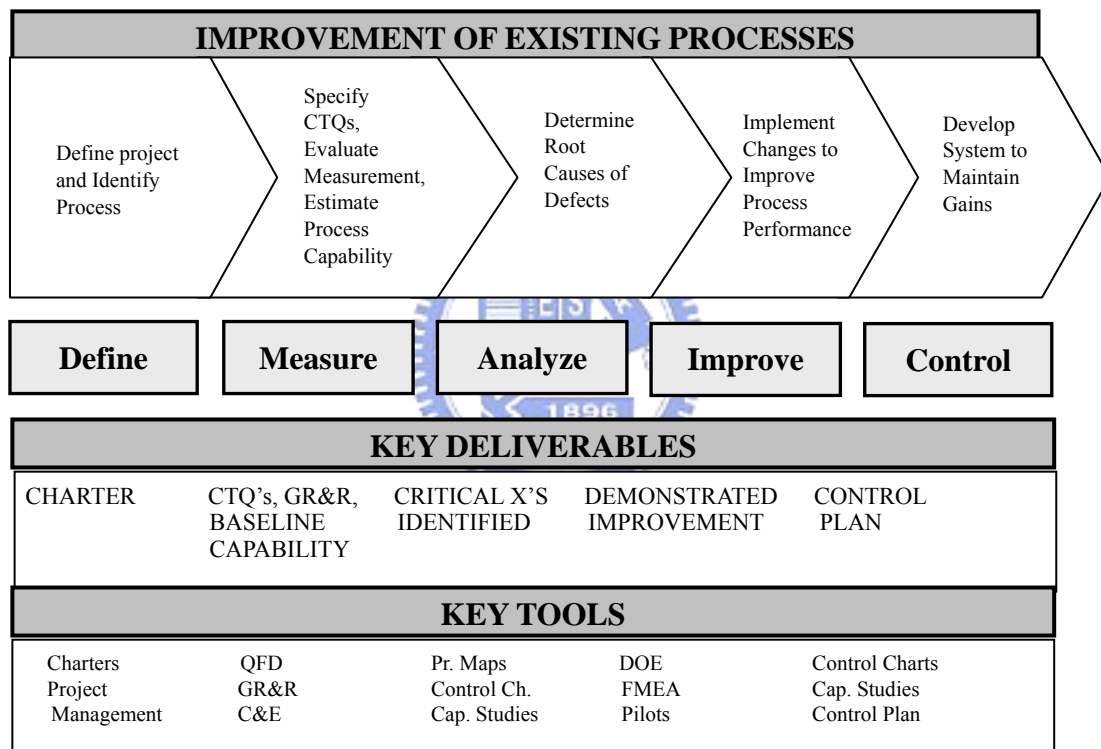 IMPROVEMENT OF EXISTING PROCESSES
Define project
and Identify
Process
Specify
CTQs,
Evaluate
Measurement,
Estimate
Process
Capability
Determine
Root
Causes of
Defects
Implement
Changes to
Improve
Process
Performance
Develop
System to
Maintain
Gains
ES
Define
Measure
Analyze
Improve
Control
1896
KEY DELIVERABLES
CHARTER
CTQ’s, GR&R,
BASELINE
CAPABILITY
CRITICAL X’S
IDENTIFIED
DEMONSTRATED
IMPROVEMENT
CONTROL
PLAN
KEY TOOLS
Charters
Project
Management
QFD
GR&R
C&E
Pr. Maps
Control Ch.
Cap. Studies
DOE
FMEA
Pilots
Control Charts
Cap. Studies
Control Plan